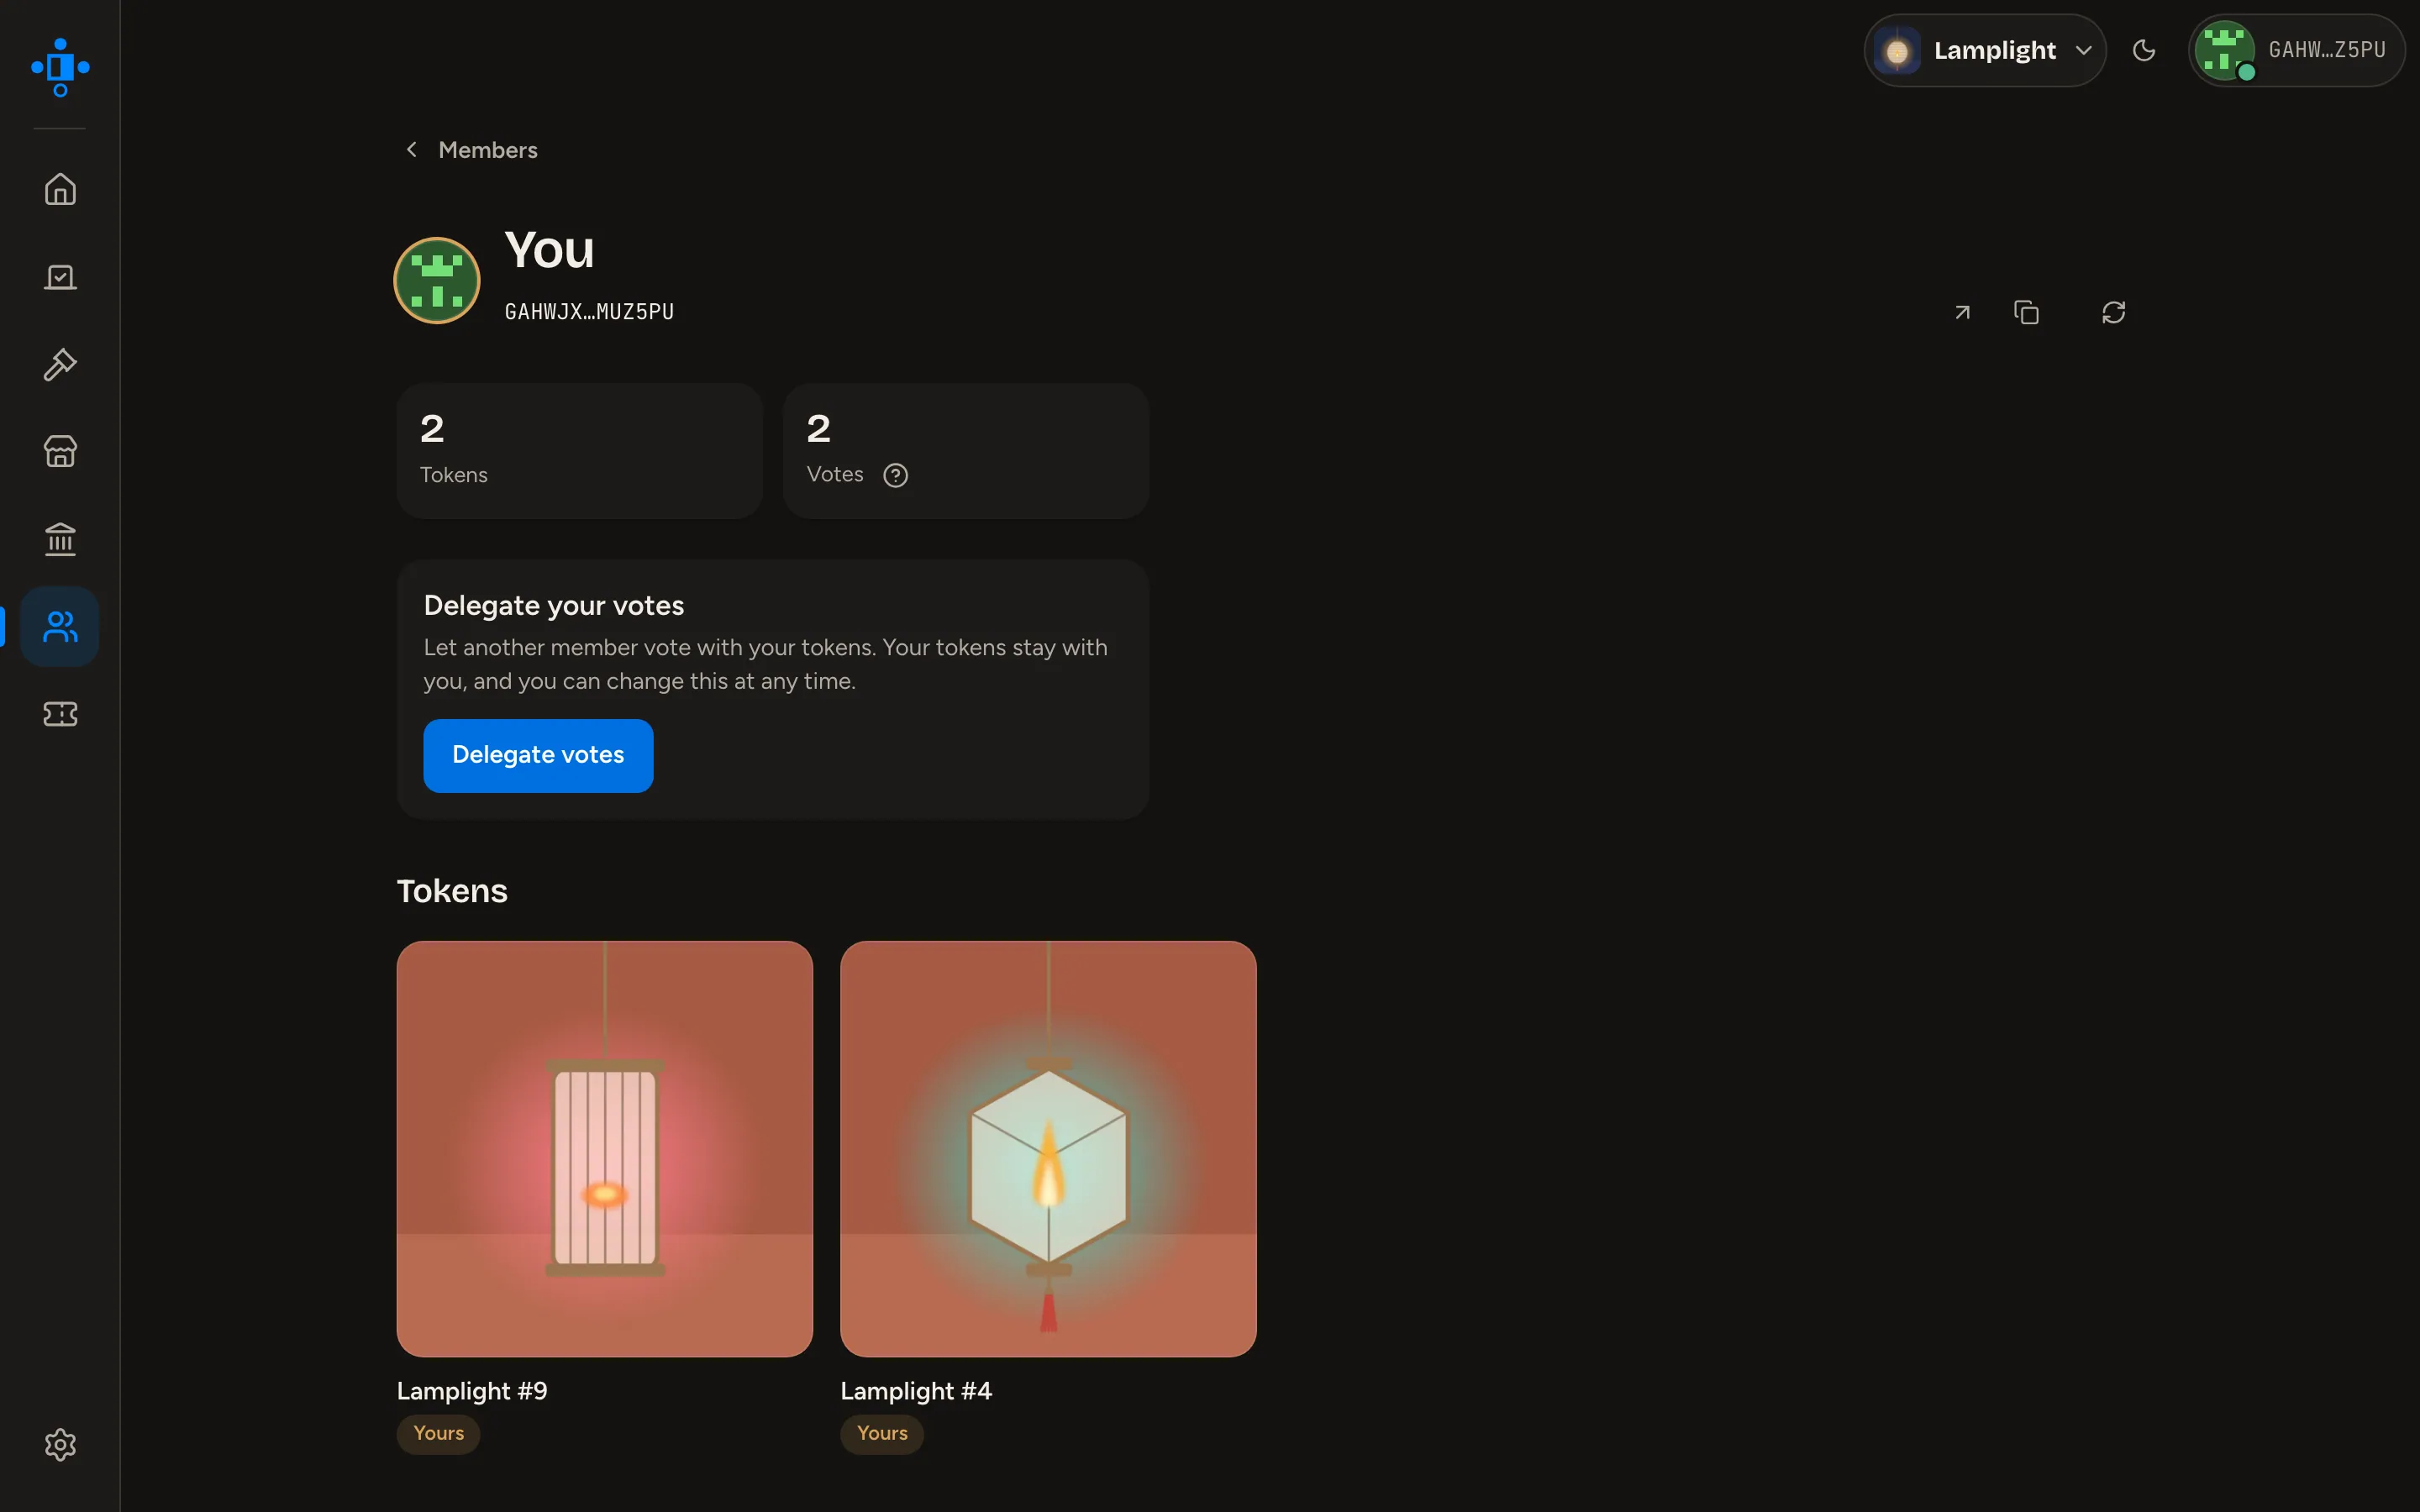 Lamplight
GAHW…Z5PU
Members
You
GAHWJX…MUZ5PU
2
Tokens
2
Votes
Delegate your votes
Let another member vote with your tokens. Your tokens stay with
you, and you can change this at any time.
Delegate votes
Tokens
Lamplight #9
Yours
Lamplight #4
Yours